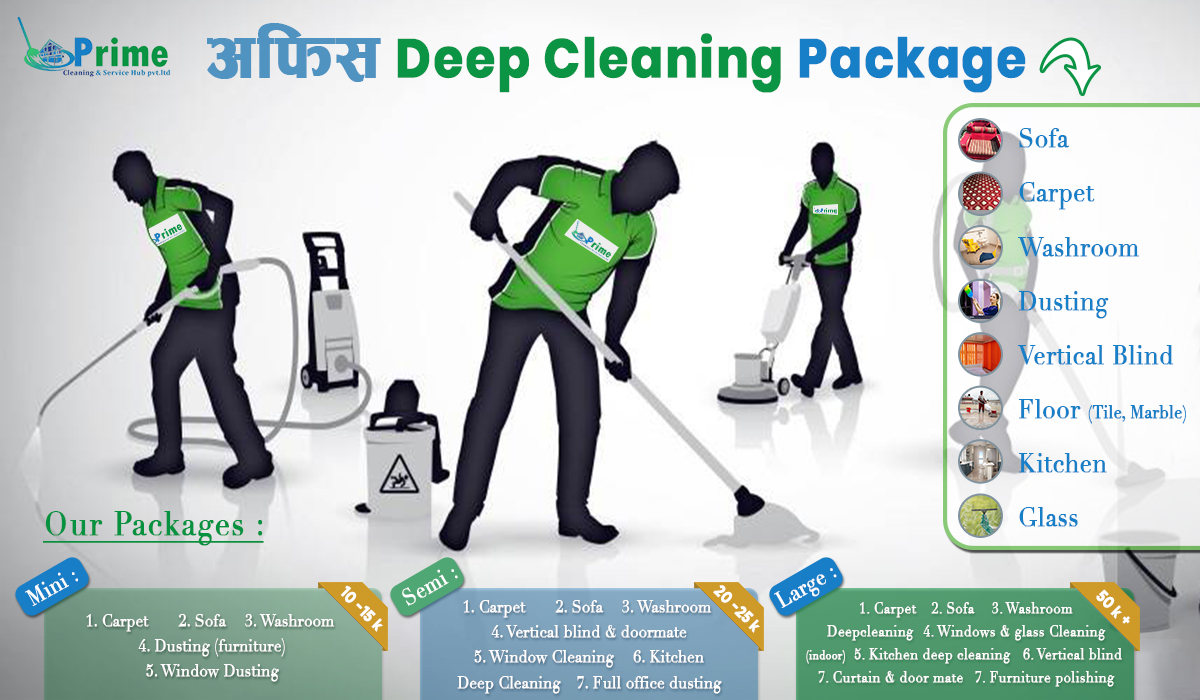 Prime
Cleaning & Service Hub pvt.ltd
अफिस Deep Cleaning Package
Sofa
Carpet
Washroom
Dusting
Vertical Blind
Floor (Tile, Marble)
Kitchen
Glass
Prime
Prime
Prime
Our Packages :
Mini :
10 -15 k
1. Carpet 2. Sofa 3. Washroom
4. Dusting (furniture)
5. Window Dusting
Semi :
20 -25 k
1. Carpet 2. Sofa 3. Washroom
4. Vertical blind & doormate
5. Window Cleaning 6. Kitchen
Deep Cleaning 7. Full office dusting
Large :
50 k +
1. Carpet 2. Sofa 3. Washroom
Deepcleaning 4. Windows & glass Cleaning
(indoor) 5. Kitchen deep cleaning 6. Vertical blind
7. Curtain & door mate 7. Furniture polishing